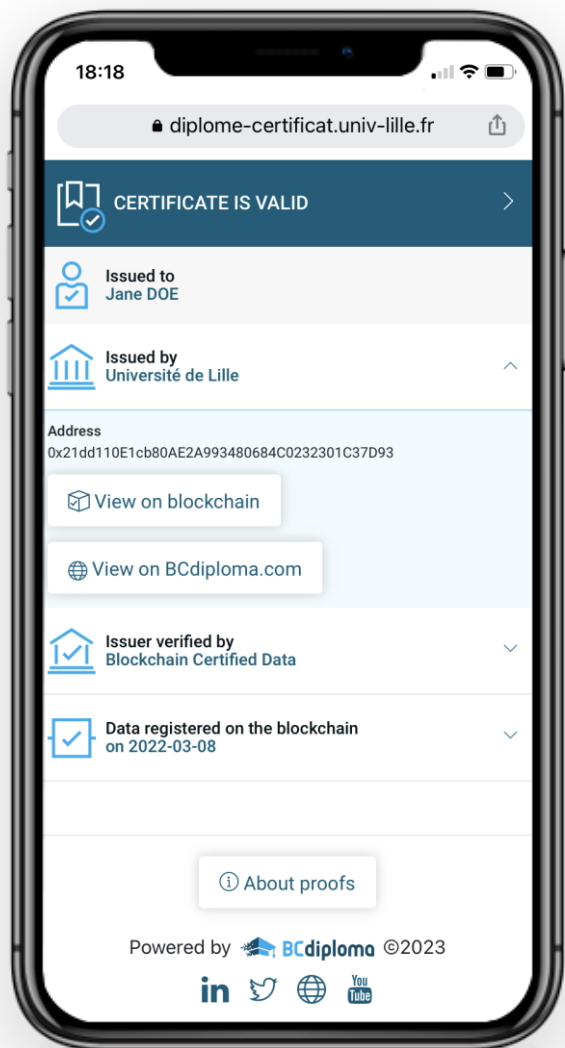 18:18
diplome-certificat.univ-lille.fr
CERTIFICATE IS VALID
Issued to
Jane DOE
Issued by
Université de Lille
Address
0x21dd110E1cb80AE2A993480684C0232301C37D93
View on blockchain
View on BCdiploma.com
Issuer verified by
Blockchain Certified Data
Data registered on the blockchain
on 2022-03-08
About proofs
Powered by BCdiploma ©2023
in
You
Tube